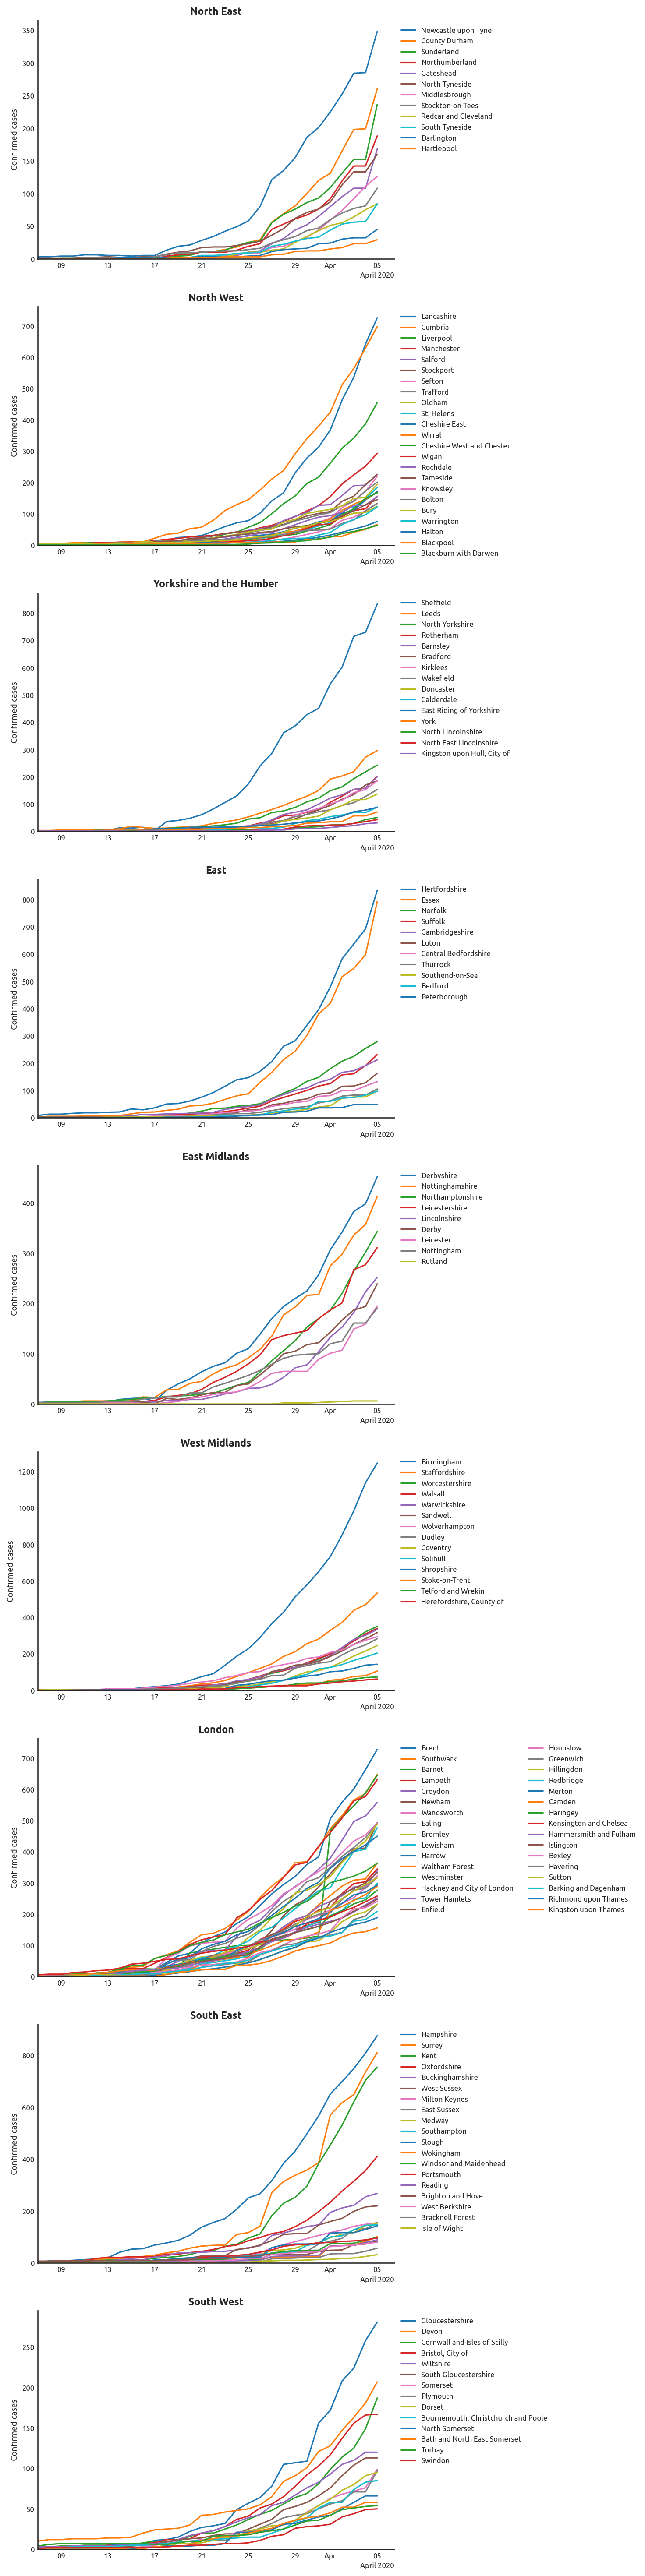 North East
Confirmed cases
350
300
250
200
150
100
50
0
09 13 17 21 25 29 Apr 05
April 2020
Newcastle upon Tyne
County Durham
Sunderland
Northumberland
Gateshead
North Tyneside
Middlesbrough
Stockton-on-Tees
Redcar and Cleveland
South Tyneside
Darlington
Hartlepool
North West
Confirmed cases
700
600
500
400
300
200
100
0
09 13 17 21 25 29 Apr 05
April 2020
Lancashire
Cumbria
Liverpool
Manchester
Salford
Stockport
Sefton
Trafford
Oldham
St. Helens
Cheshire East
Wirral
Cheshire West and Chester
Wigan
Rochdale
Tameside
Knowsley
Bolton
Bury
Warrington
Halton
Blackpool
Blackburn with Darwen
Yorkshire and the Humber
Confirmed cases
800
700
600
500
400
300
200
100
0
09 13 17 21 25 29 Apr 05
April 2020
Sheffield
Leeds
North Yorkshire
Rotherham
Barnsley
Bradford
Kirklees
Wakefield
Doncaster
Calderdale
East Riding of Yorkshire
York
North Lincolnshire
North East Lincolnshire
Kingston upon Hull, City of
East
Confirmed cases
800
700
600
500
400
300
200
100
0
09 13 17 21 25 29 Apr 05
April 2020
Hertfordshire
Essex
Norfolk
Suffolk
Cambridgeshire
Luton
Central Bedfordshire
Thurrock
Southend-on-Sea
Bedford
Peterborough
East Midlands
Confirmed cases
400
300
200
100
0
09 13 17 21 25 29 Apr 05
April 2020
Derbyshire
Nottinghamshire
Northamptonshire
Leicestershire
Lincolnshire
Derby
Leicester
Nottingham
Rutland
West Midlands
Confirmed cases
1200
1000
800
600
400
200
0
09 13 17 21 25 29 Apr 05
April 2020
Birmingham
Staffordshire
Worcestershire
Walsall
Warwickshire
Sandwell
Wolverhampton
Dudley
Coventry
Solihull
Shropshire
Stoke-on-Trent
Telford and Wrekin
Herefordshire, County of
London
Confirmed cases
700
600
500
400
300
200
100
0
09 13 17 21 25 29 Apr 05
April 2020
Brent
Southwark
Barnet
Lambeth
Croydon
Newham
Wandsworth
Ealing
Bromley
Lewisham
Harrow
Waltham Forest
Westminster
Hackney and City of London
Tower Hamlets
Enfield
Hounslow
Greenwich
Hillingdon
Redbridge
Merton
Camden
Haringey
Kensington and Chelsea
Hammersmith and Fulham
Islington
Bexley
Havering
Sutton
Barking and Dagenham
Richmond upon Thames
Kingston upon Thames
South East
Confirmed cases
800
600
400
200
0
09 13 17 21 25 29 Apr 05
April 2020
Hampshire
Surrey
Kent
Oxfordshire
Buckinghamshire
West Sussex
Milton Keynes
East Sussex
Medway
Southampton
Slough
Wokingham
Windsor and Maidenhead
Portsmouth
Reading
Brighton and Hove
West Berkshire
Bracknell Forest
Isle of Wight
South West
Confirmed cases
250
200
150
100
50
0
09 13 17 21 25 29 Apr 05
April 2020
Gloucestershire
Devon
Cornwall and Isles of Scilly
Bristol, City of
Wiltshire
South Gloucestershire
Somerset
Plymouth
Dorset
Bournemouth, Christchurch and Poole
North Somerset
Bath and North East Somerset
Torbay
Swindon